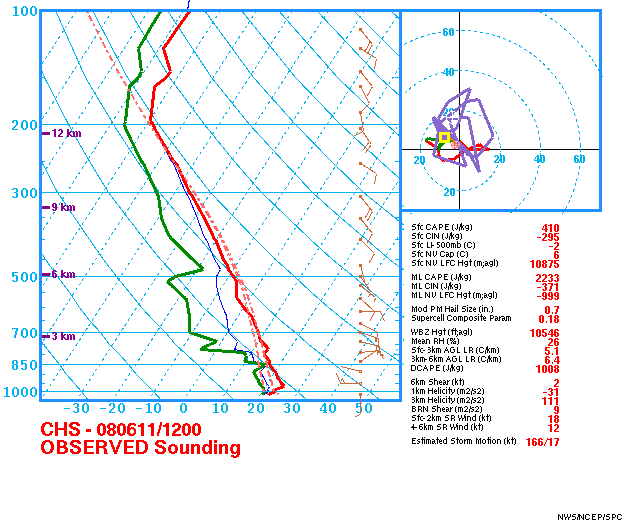 100
200
300
500
700
850
1000
12 km
9 km
6 km
3 km
-30 -20 -10 0 10 20 30 40 50
60
40
20
20 20 40 60
20
Sfc CAPE (J/kg) 410
Sfc CIN (J/kg) -295
Sfc LI-500mb (C) -2
Sfc NV Cap (C) 6
Sfc NV LFC Hgt (m;agl) 10875
ML CAPE (J/kg) 2233
ML CIN (J/kg) -371
ML NV LFC Hgt (m;agl) -999
Mod PM Hail Size (in.) 0.7
Supercell Composite Param 0.18
WBZ Hgt (ft;agl) 10546
Mean RH (%) 26
Sfc-3km AGL LR (C/km) 5.1
3km-6km AGL LR (C/km) 6.4
DCAPE (J/kg) 1008
6km Shear (kt) 2
1km Helicity (m2/s2) -31
3km Helicity (m2/s2) 111
BRN Shear (m2/s2) 9
Sfc-2km SR Wind (kt) 18
4-6km SR Wind (kt) 12
Estimated Storm Motion (kt) 166/17
CHS - 080611/1200
OBSERVED Sounding
NWS/NCEP/SPC